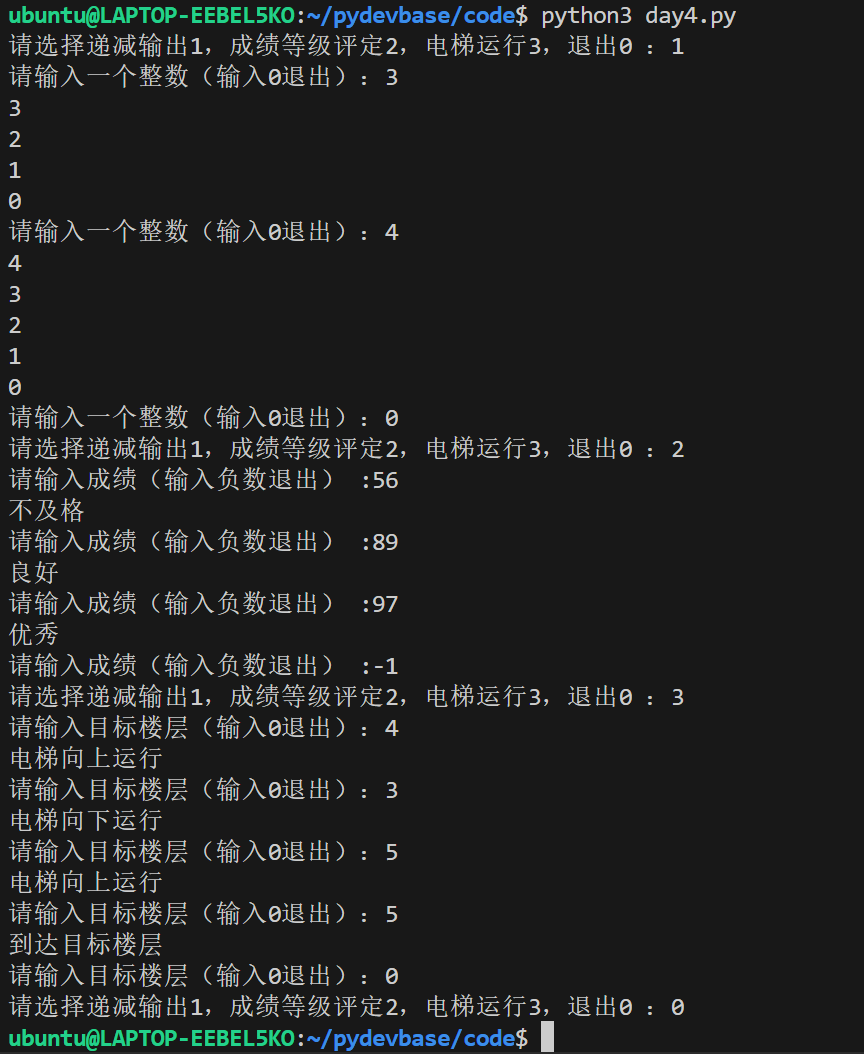 ubuntu@LAPTOP-EEBEL5KO:~/pydevbase/code$ python3 day4.py
请选择递减输出1，成绩等级评定2，电梯运行3，退出0 ：1
请输入一个整数（输入0退出）：3
3
2
1
0
请输入一个整数（输入0退出）：4
4
3
2
1
0
请输入一个整数（输入0退出）：0
请选择递减输出1，成绩等级评定2，电梯运行3，退出0 ：2
请输入成绩（输入负数退出） :56
不及格
请输入成绩（输入负数退出） :89
良好
请输入成绩（输入负数退出） :97
优秀
请输入成绩（输入负数退出） :-1
请选择递减输出1，成绩等级评定2，电梯运行3，退出0 ：3
请输入目标楼层（输入0退出）：4
电梯向上运行
请输入目标楼层（输入0退出）：3
电梯向下运行
请输入目标楼层（输入0退出）：5
电梯向上运行
请输入目标楼层（输入0退出）：5
到达目标楼层
请输入目标楼层（输入0退出）：0
请选择递减输出1，成绩等级评定2，电梯运行3，退出0 ：0
ubuntu@LAPTOP-EEBEL5KO:~/pydevbase/code$